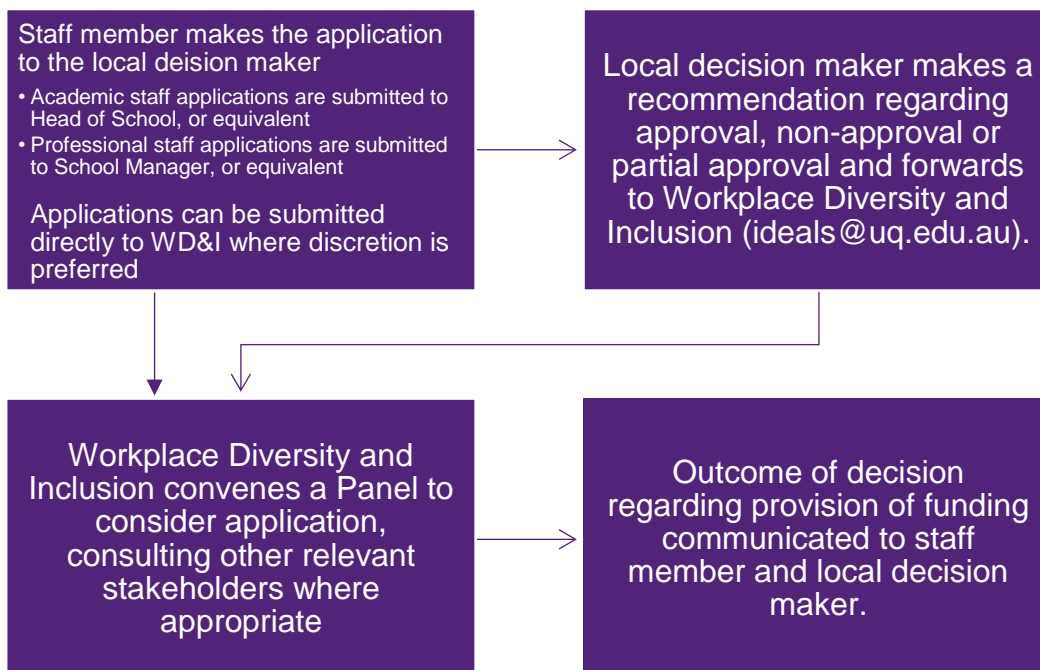 Staff member makes the application
to the local deision maker
• Academic staff applications are submitted to
Head of School, or equivalent
• Professional staff applications are submitted
to School Manager, or equivalent
Applications can be submitted
directly to WD&I where discretion is
preferred
Local decision maker makes a
recommendation regarding
approval, non-approval or
partial approval and forwards
to Workplace Diversity and
Inclusion (ideals@uq.edu.au).
Workplace Diversity and
Inclusion convenes a Panel to
consider application,
consulting other relevant
stakeholders where
appropriate
Outcome of decision
regarding provision of funding
communicated to staff
member and local decision
maker.